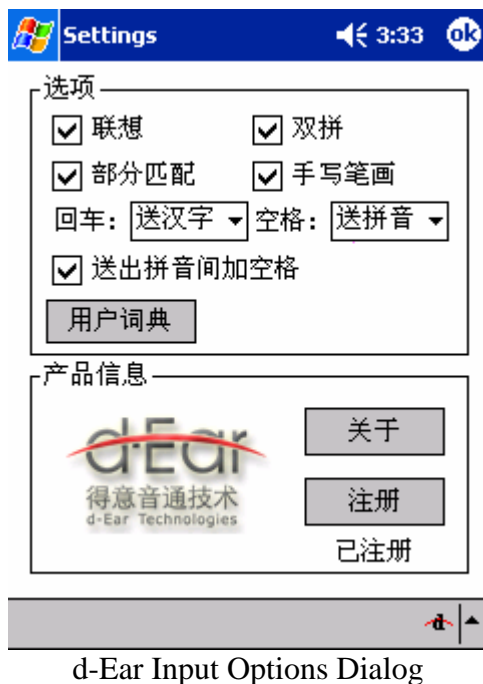 Settings 3:33 ok
选项
联想 双拼
部分匹配 手写笔画
回车: 送汉字 空格: 送拼音
送出拼音间加空格
用户词典
产品信息
d-Ear
得意音通技术
d-Ear Technologies
关于
注册
已注册
d
d-Ear Input Options Dialog